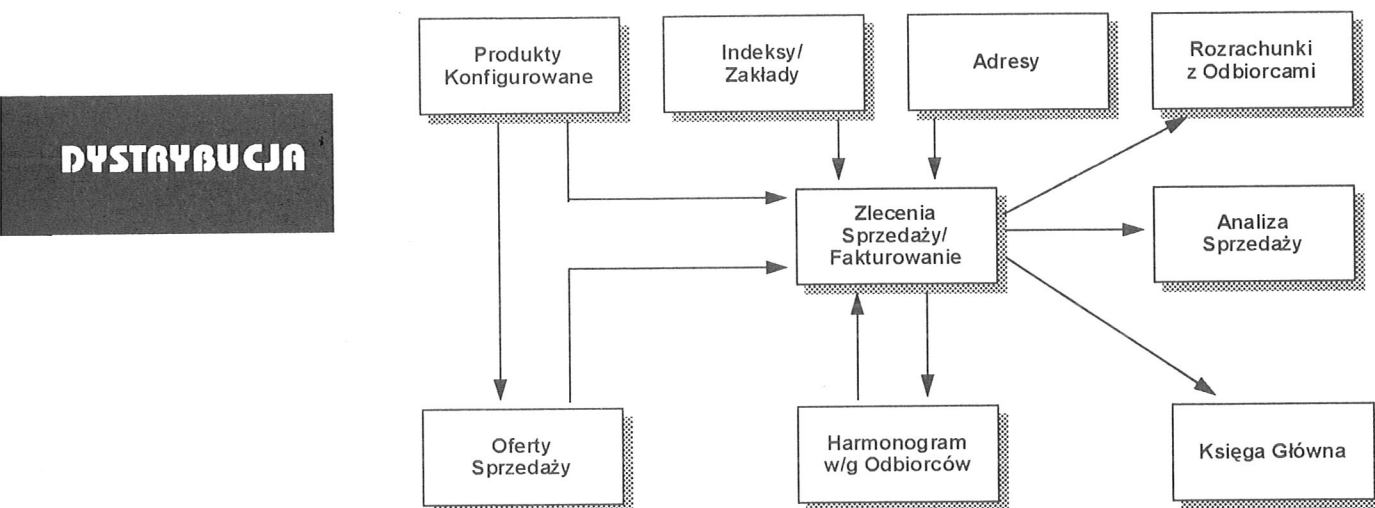 Produkty
Konfigurowane
Indeksy/
Zakłady
Adresy
Rozrachunki
z Odbiorcami
DYSTRYBUCJA
Zlecenia
Sprzedaży/
Fakturowanie
Analiza
Sprzedaży
Oferty
Sprzedaży
Harmonogram
w/g Odbiorców
Księga Główna